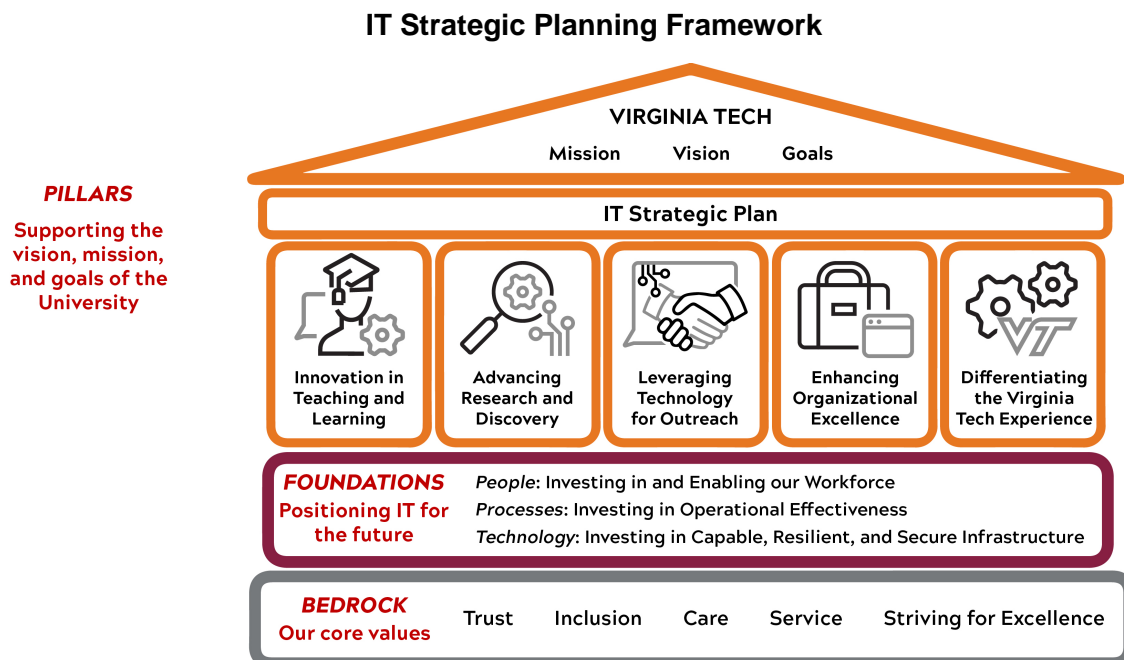 IT Strategic Planning Framework
VIRGINIA TECH
Mission Vision Goals
PILLARS
Supporting the
vision, mission,
and goals of the
University
IT Strategic Plan
Innovation in
Teaching and
Learning
Advancing
Research and
Discovery
Leveraging
Technology
for Outreach
Enhancing
Organizational
Excellence
VT
Differentiating
the Virginia
Tech Experience
FOUNDATIONS
Positioning IT for
the future
People: Investing in and Enabling our Workforce
Processes: Investing in Operational Effectiveness
Technology: Investing in Capable, Resilient, and Secure Infrastructure
BEDROCK
Our core values
Trust Inclusion Care Service Striving for Excellence